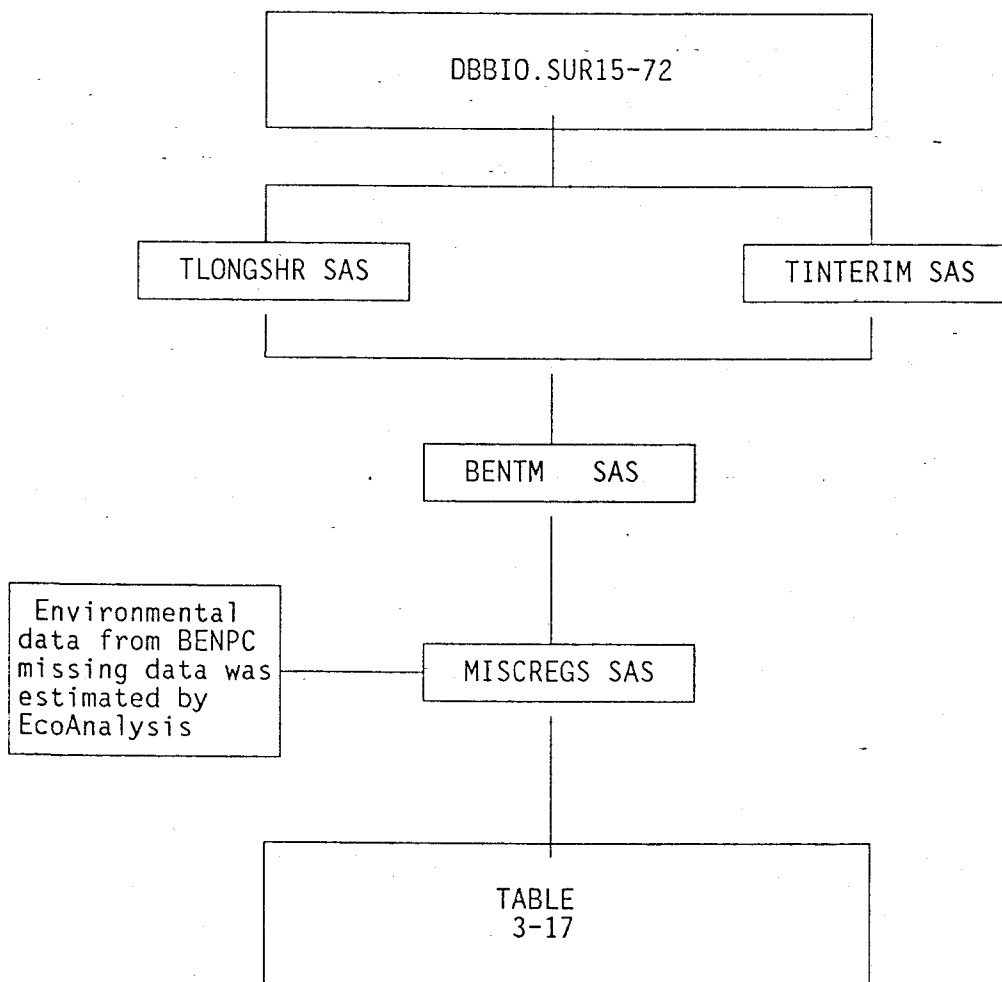 DBBIO.SUR15-72
TLONGSHR SAS
TINTERIM SAS
BENTM SAS
Environmental
data from BENPC
missing data was
estimated by
EcoAnalysis
MISCREGS SAS
TABLE
3-17